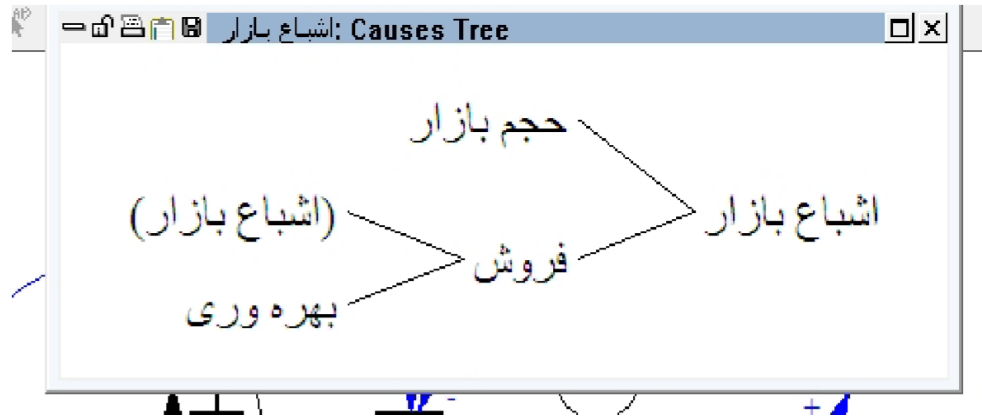 اشباع بازار: Causes Tree
حجم بازار
(اشباع بازار)
اشباع بازار
فروش
بهره وری
-
+